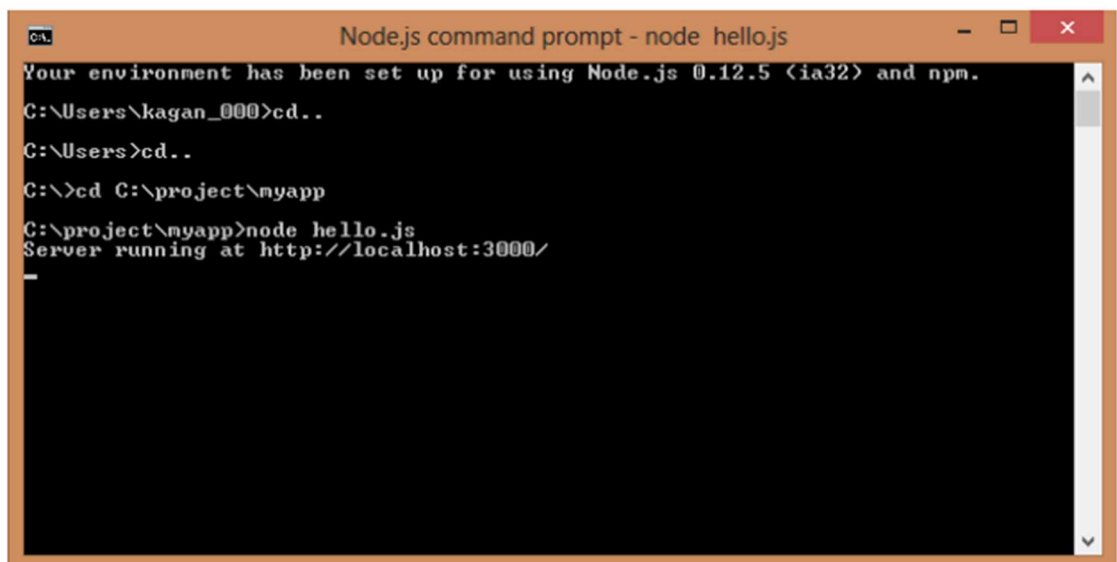 Node.js command prompt - node hello.js
Your environment has been set up for using Node.js 0.12.5 (ia32) and npm.
C:\Users\kagan_000>cd..
C:\Users>cd..
C:\>cd C:\project\myapp
C:\project\myapp>node hello.js
Server running at http://localhost:3000/